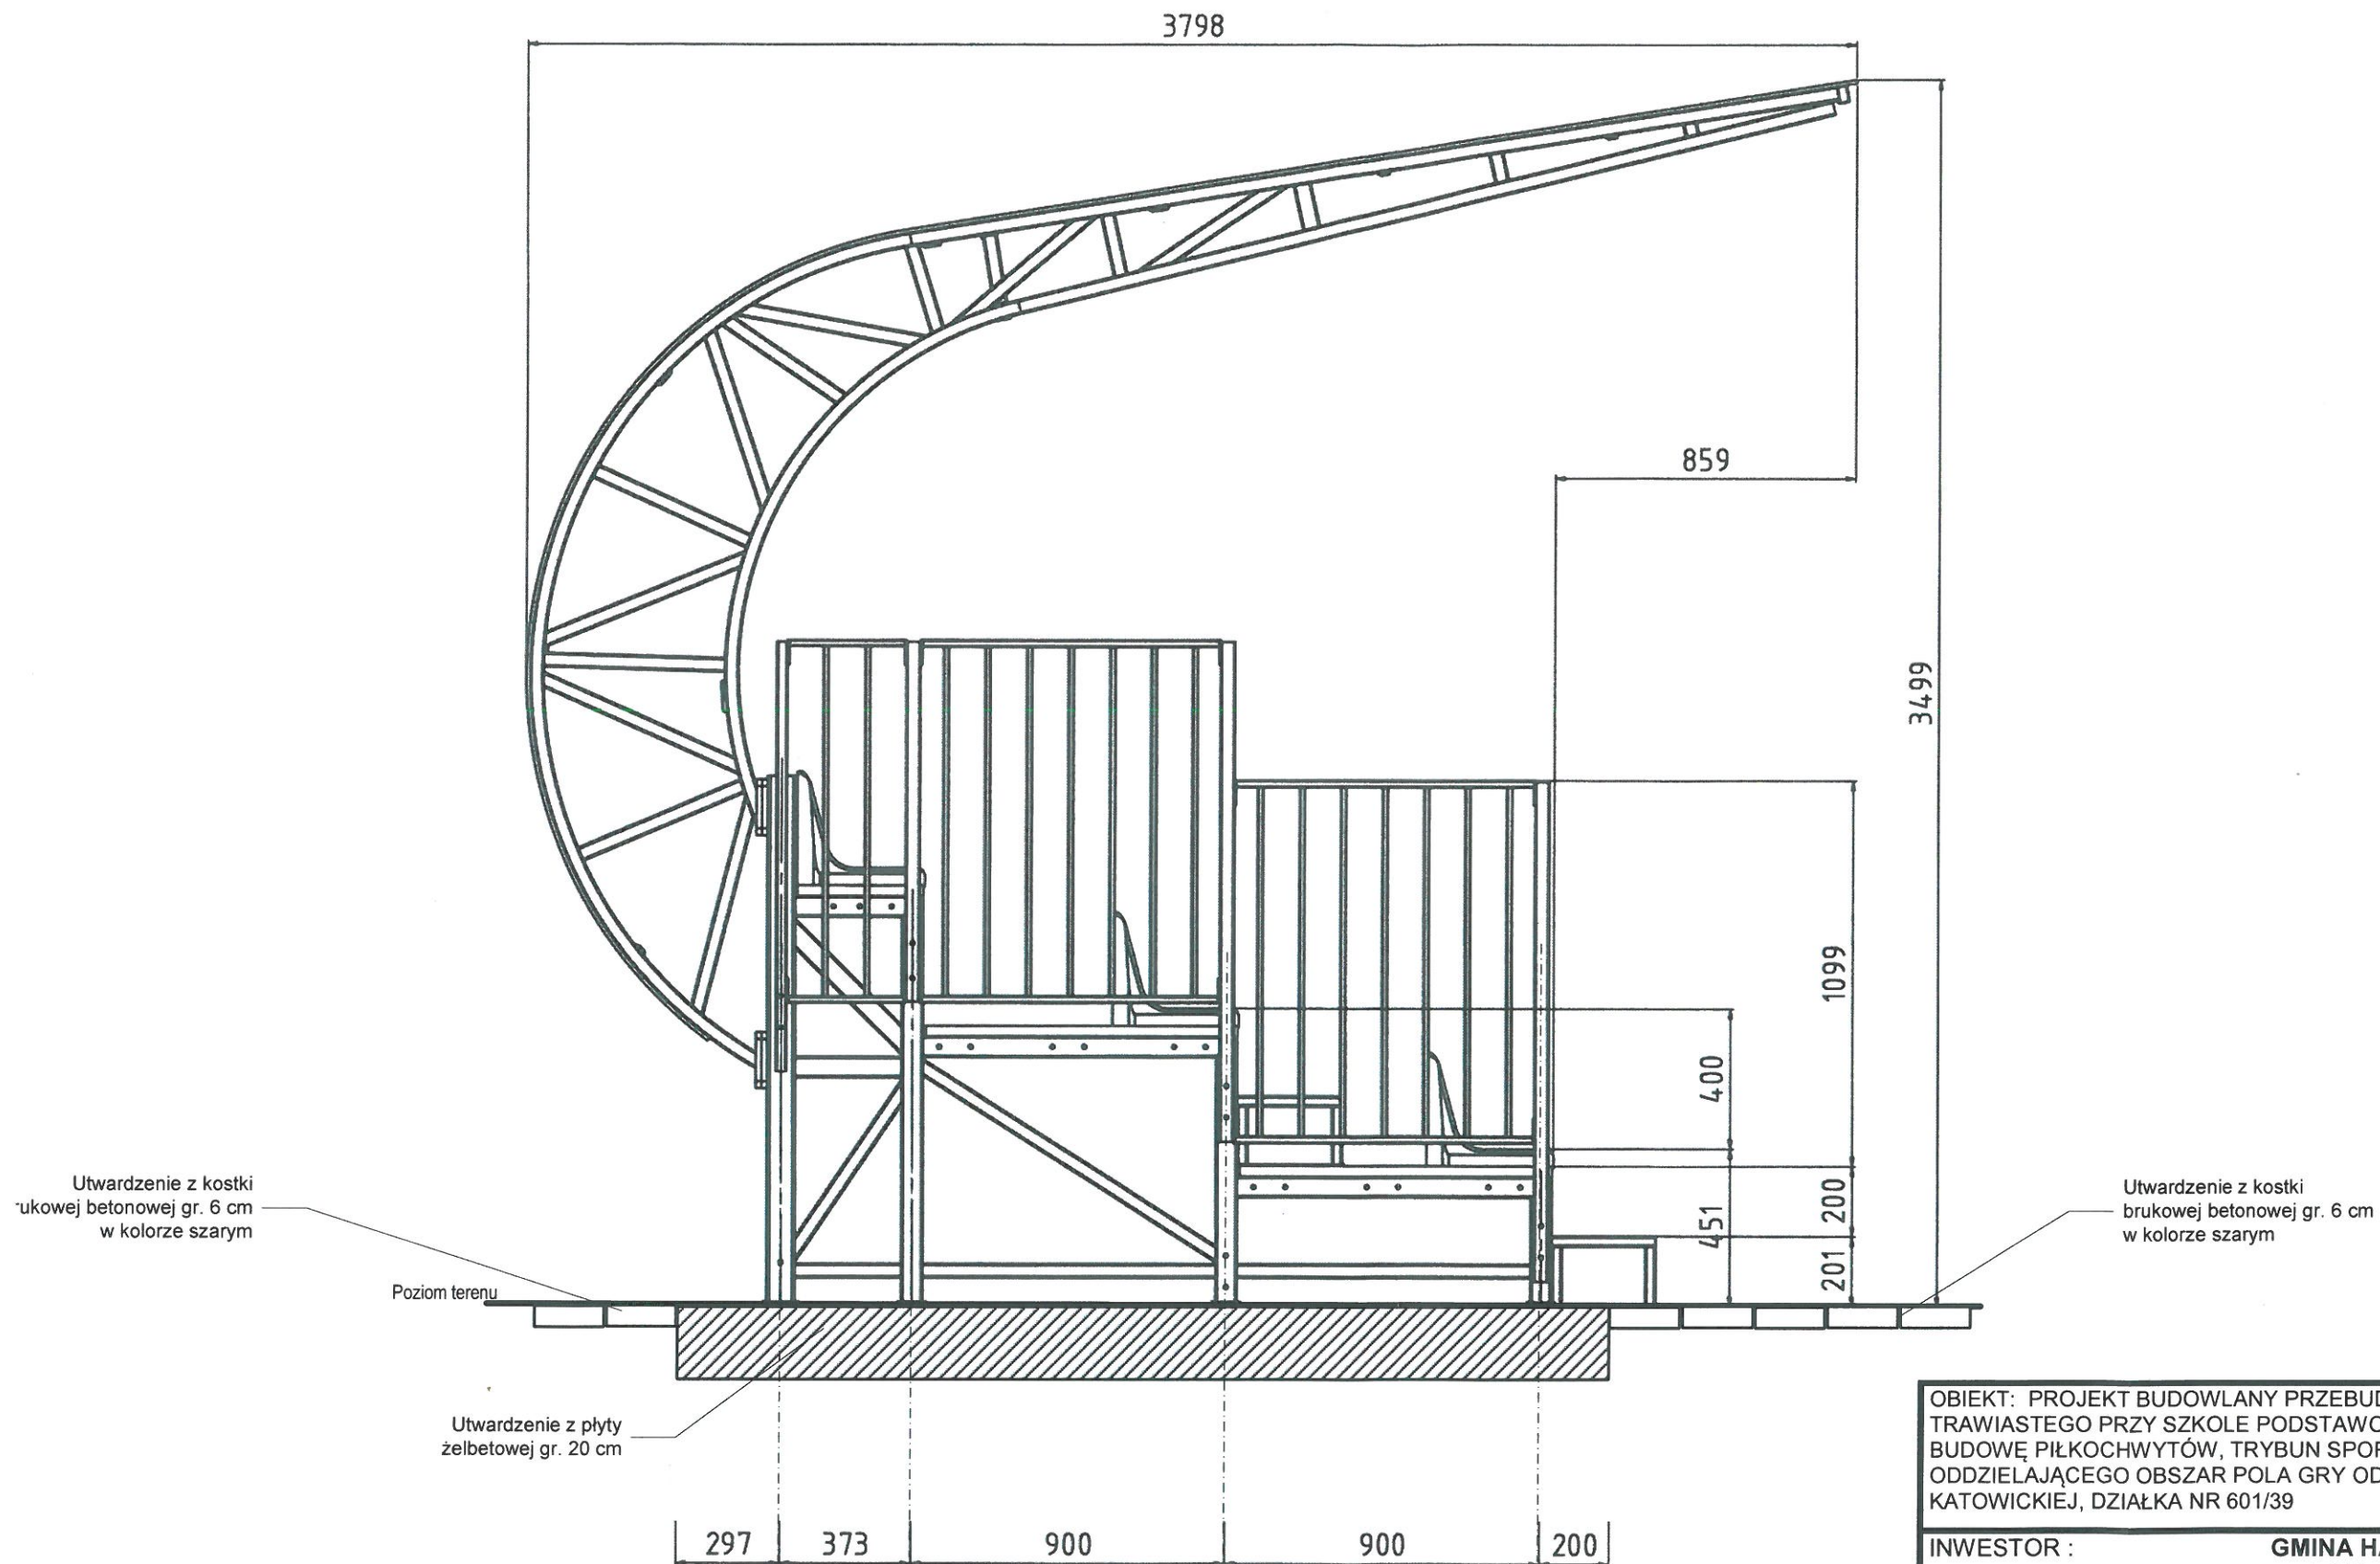 3798
859
3499
1099
400
200
451
201
Utwardzenie z kostki
rukowej betonowej gr. 6 cm
w kolorze szarym
Utwardzenie z kostki
brukowej betonowej gr. 6 cm
w kolorze szarym
Poziom terenu
Utwardzenie z płyty
żelbetowej gr. 20 cm
297 373 900 900 200
OBIEKT: PROJEKT BUDOWLANY PRZEBUD
TRAWIASTEGO PRZY SZKOLE PODSTAWO
BUDOWĘ PIŁKOCHWYTÓW, TRYBUN SPOR
ODDZIELAJĄCEGO OBSZAR POLA GRY OD
KATOWICKIEJ, DZIAŁKA NR 601/39
INWESTOR : GMINA HA